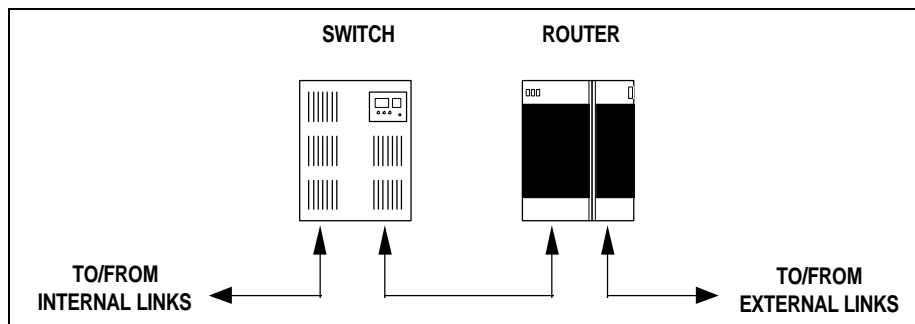 SWITCH
ROUTER
TO/FROM
INTERNAL LINKS
TO/FROM
EXTERNAL LINKS